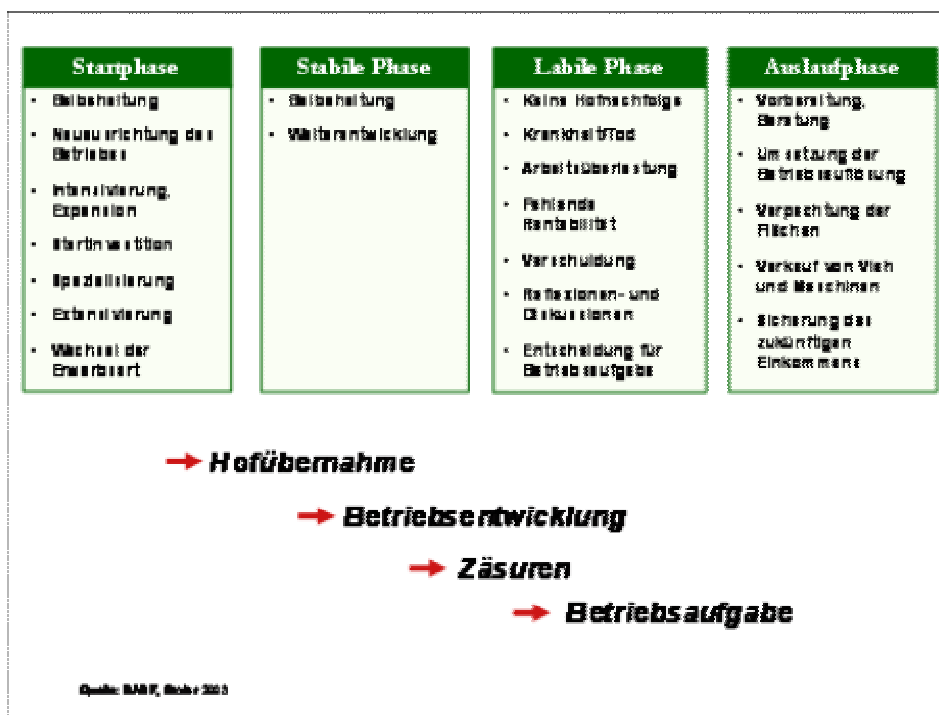 Startphase
• Beibehaltung
• Neuausrichtung des
Betriebes
• Intensivierung,
Expansion
• Startinvestition
• Spezialisierung
• Extensivierung
• Wechsel der
Erwerbsart
Stabile Phase
• Beibehaltung
• Weiterentwicklung
Labile Phase
• Keine Hofnachfolge
• Krankheit/Tod
• Arbeitsüberlastung
• Fehlende
Rentabilität
• Verschuldung
• Reflexionen- und
Diskussionen
• Entscheidung für
Betriebsaufgabe
Auslaufphase
• Vorbereitung,
Beratung
• Umsetzung der
Betriebsauflösung
• Verpachtung der
Flächen
• Verkauf von Vieh
und Maschinen
• Sicherung des
zukünftigen
Einkommens
→ Hofübernahme
→ Betriebsentwicklung
→ Zäsuren
→ Betriebsaufgabe
Quelle: